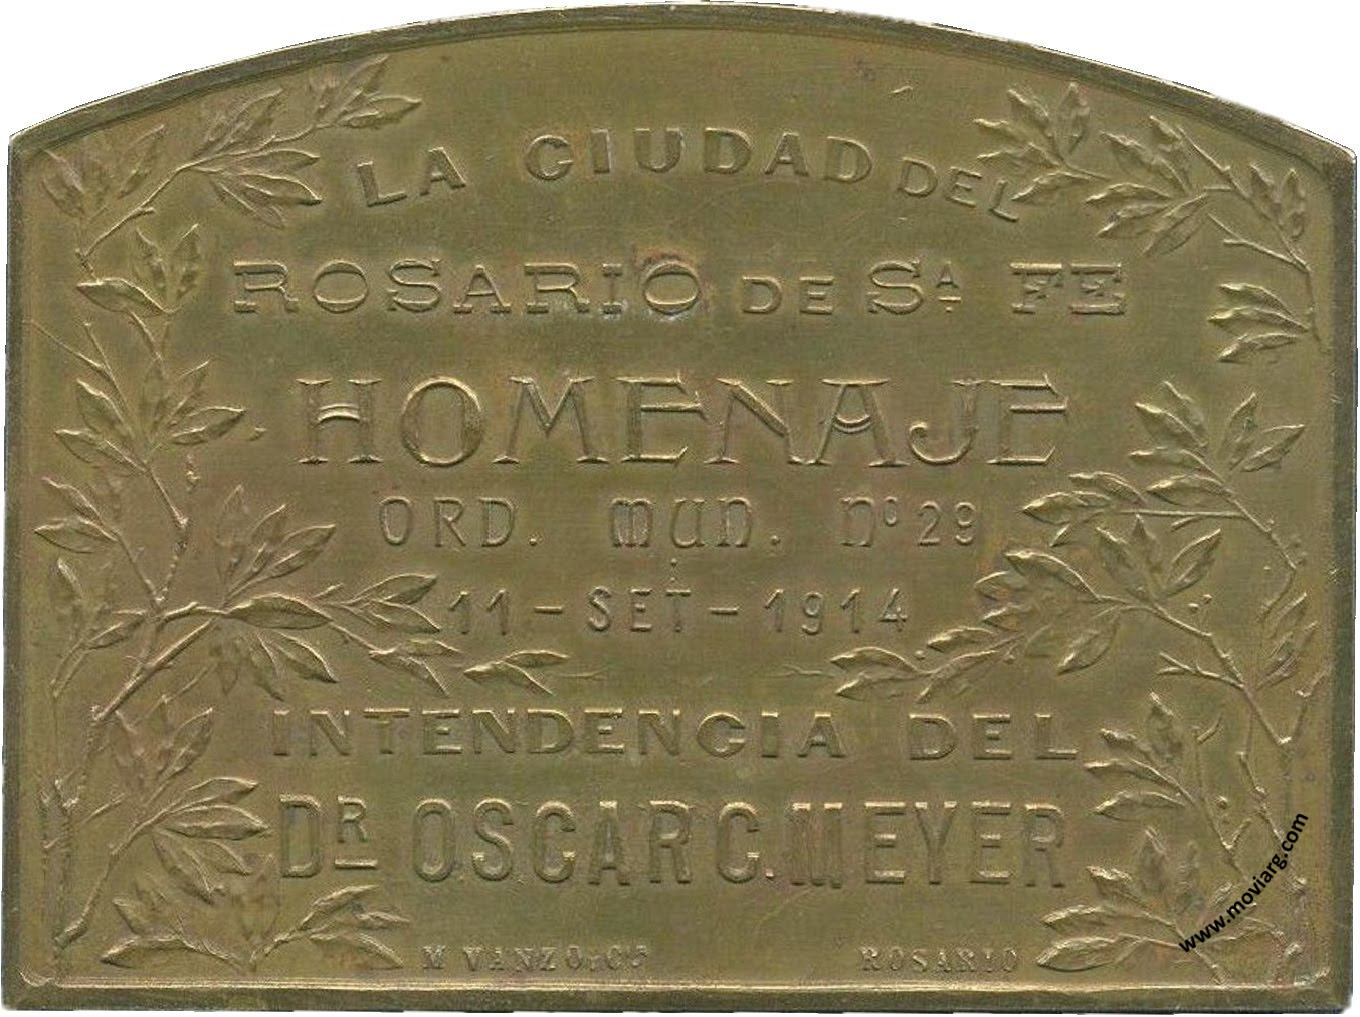 LA CIUDAD DEL
ROSARIO DE SA. FE
HOMENAJE
ORD. MUN. No 29
11-SET-1914
INTENDENCIA DEL
DR OSCAR C. MEYER
M VANZO y Cía ROSARIO
www.moviarg.com